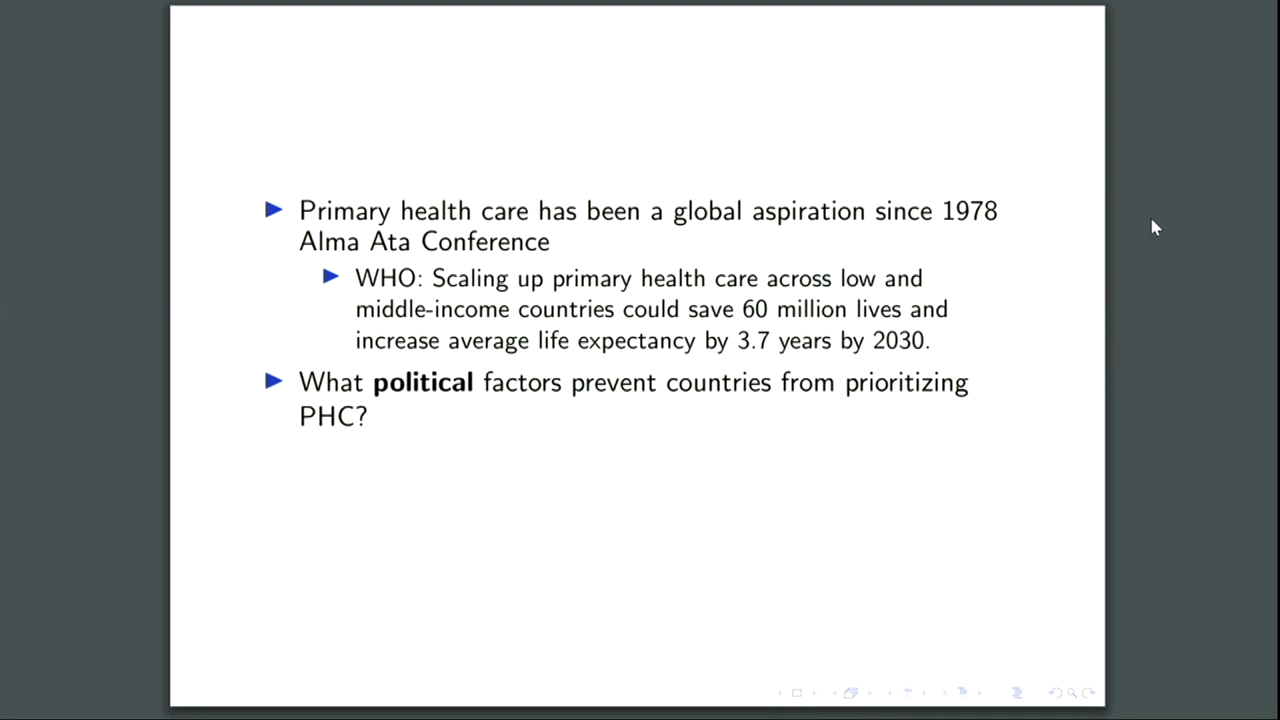 Primary health care has been a global aspiration since 1978
Alma Ata Conference
WHO: Scaling up primary health care across low and
middle-income countries could save 60 million lives and
increase average life expectancy by 3.7 years by 2030.
What political factors prevent countries from prioritizing
PHC?